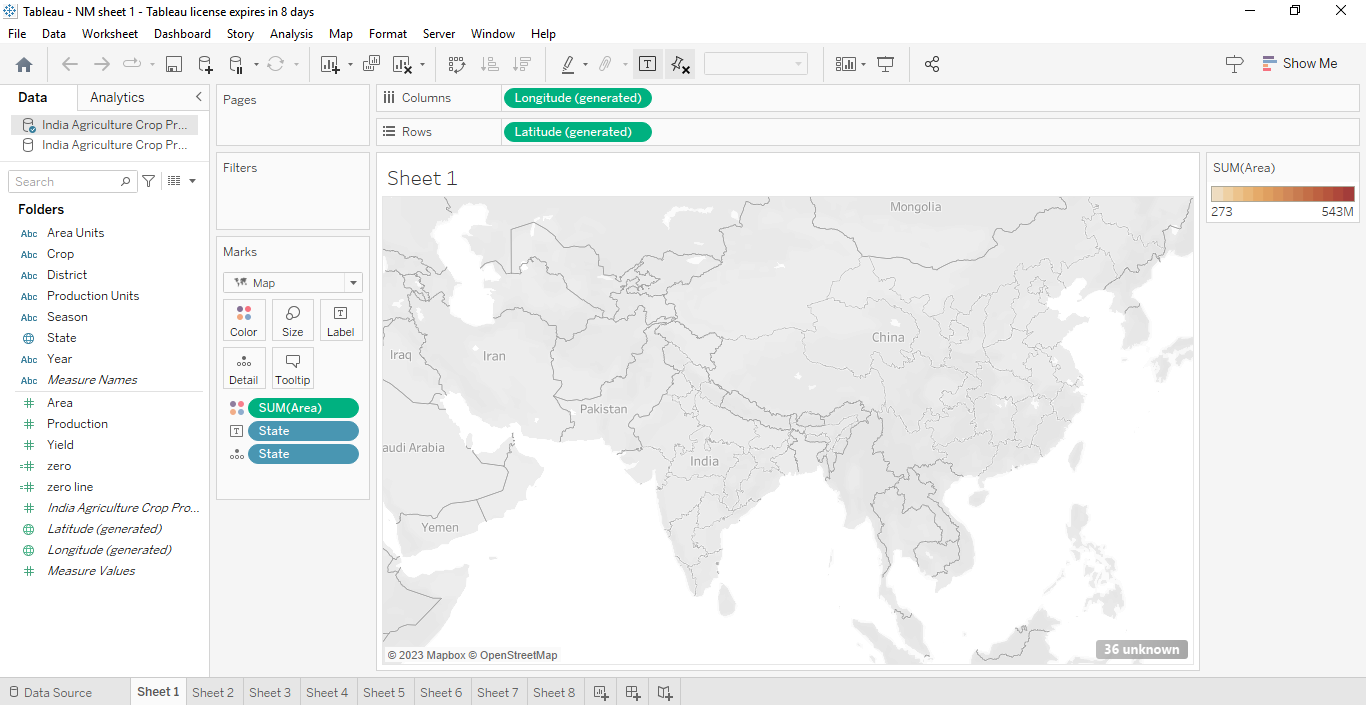 Tableau - NM sheet 1 - Tableau license expires in 8 days
File Data Worksheet Dashboard Story Analysis Map Format Server Window Help
Show Me
Data Analytics
India Agriculture Crop Pr...
India Agriculture Crop Pr...
Search
Folders
Abc Area Units
Abc Crop
Abc District
Abc Production Units
Abc Season
State
Abc Year
Abc Measure Names
# Area
# Production
# Yield
=# zero
=# zero line
# India Agriculture Crop Pro...
Latitude (generated)
Longitude (generated)
# Measure Values
Pages
Filters
Marks
Map
Color Size Label
Detail Tooltip
SUM(Area)
T State
State
Columns Longitude (generated)
Rows Latitude (generated)
Sheet 1
Mongolia
China
Iraq
Iran
Pakistan
audi Arabia
India
Yemen
© 2023 Mapbox © OpenStreetMap
36 unknown
SUM(Area)
273 543M
Data Source Sheet 1 Sheet 2 Sheet 3 Sheet 4 Sheet 5 Sheet 6 Sheet 7 Sheet 8